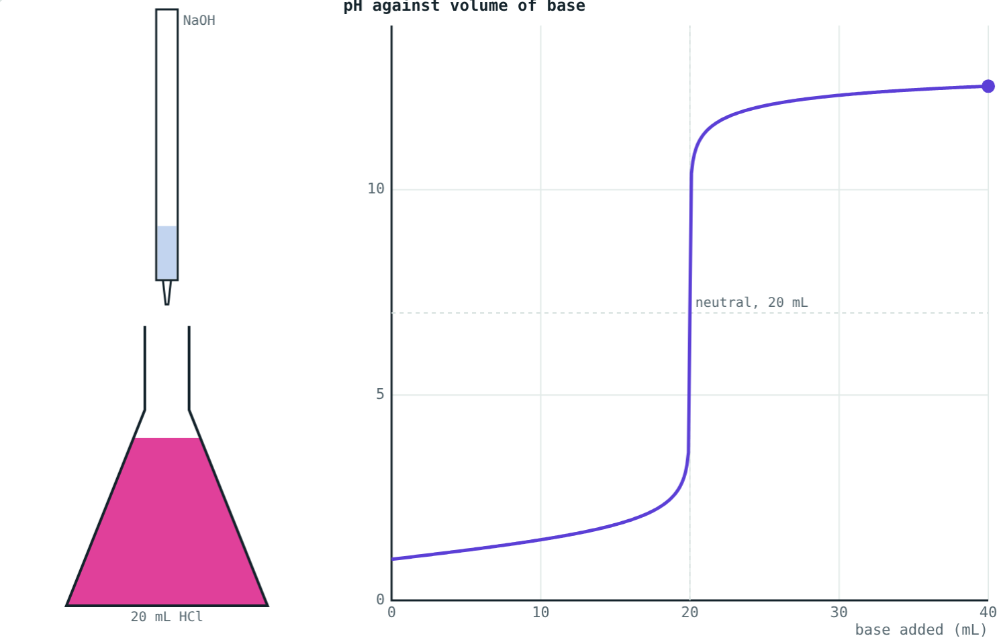 NaOH
20 mL HCl
pH against volume of base
10
5
0
neutral, 20 mL
0 10 20 30 40
base added (mL)